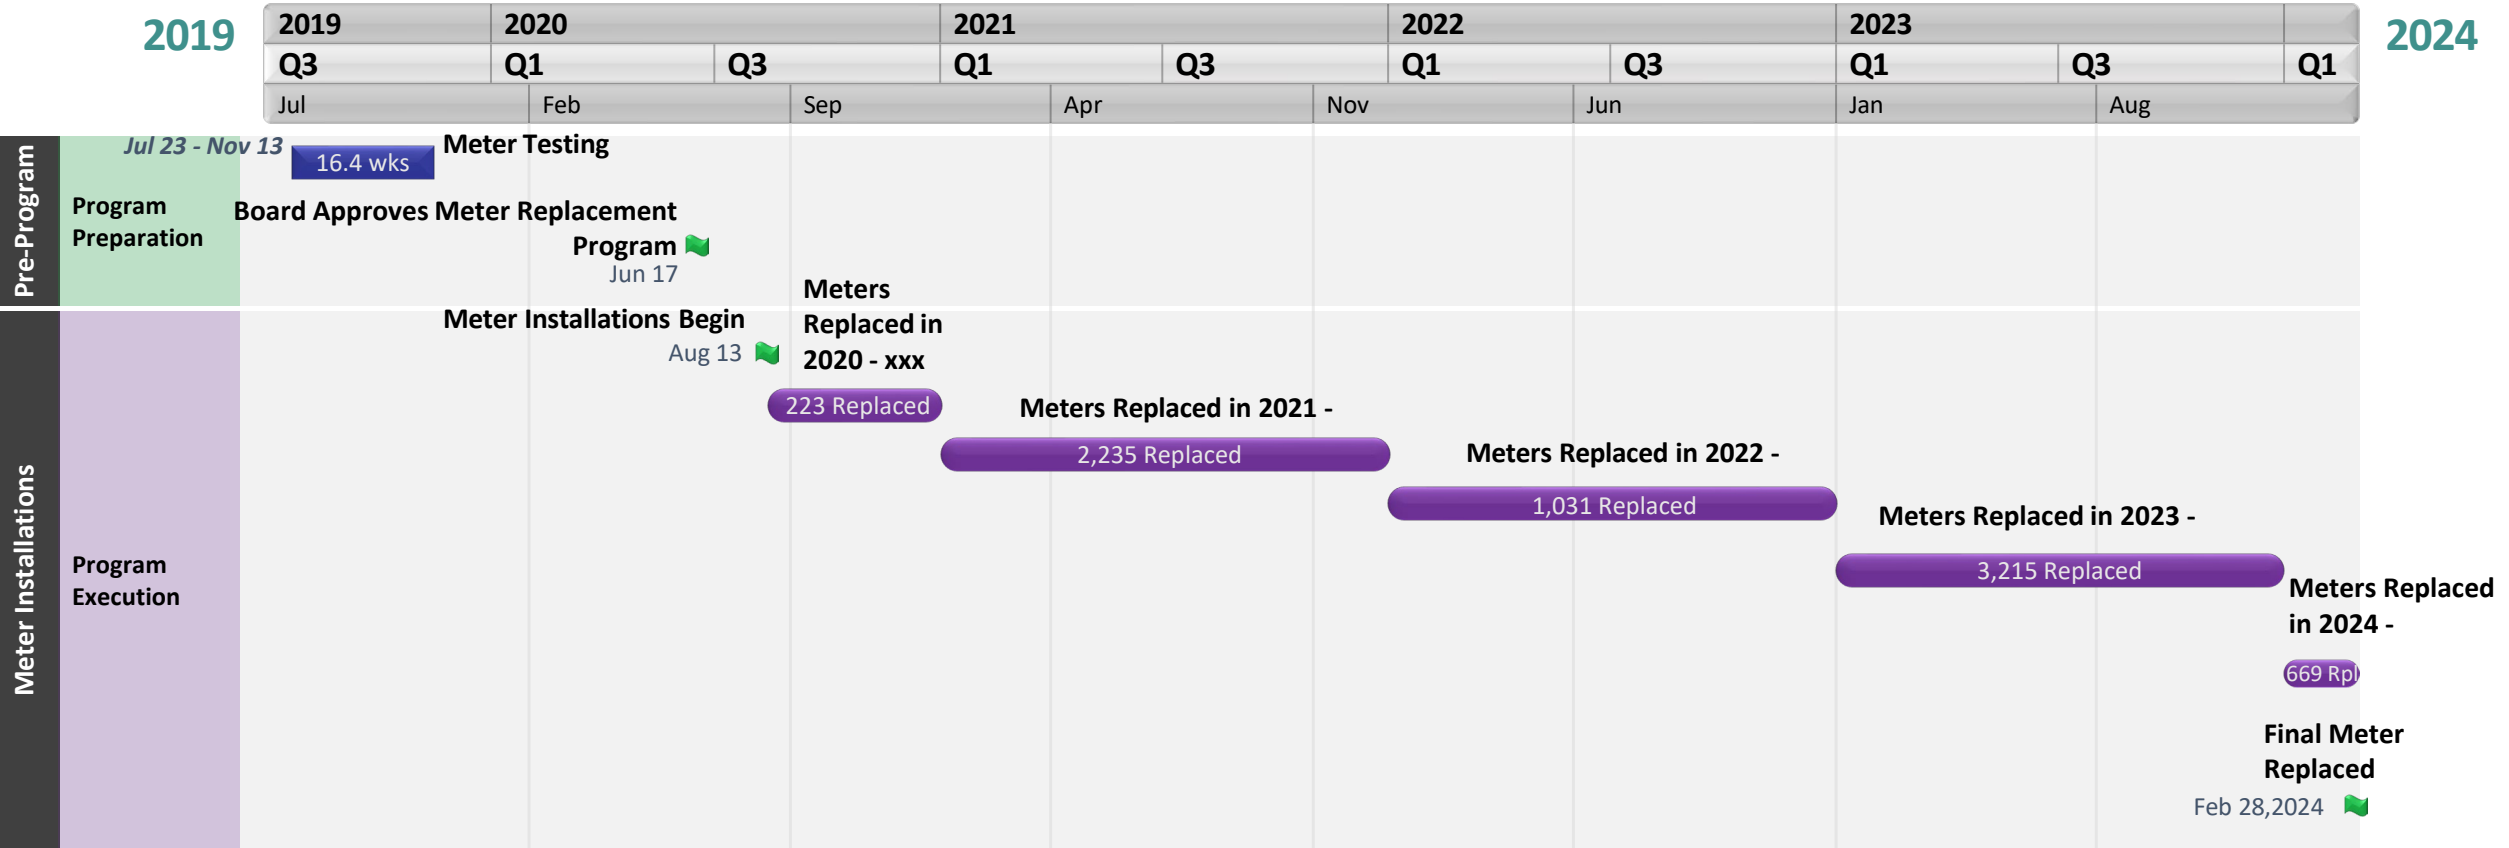 2019
2019 2020 2021 2022 2023
2024
Q3 Q1 Q3 Q1 Q3 Q1 Q3 Q1 Q3 Q1
Jul Feb Sep Apr Nov Jun Jan Aug
Pre-Program
Program
Preparation
Jul 23 - Nov 13
16.4 wks
Meter Testing
Board Approves Meter Replacement
Program
Jun 17
Meter Installations
Program
Execution
Meter Installations Begin
Aug 13
Meters
Replaced in
2020 - xxx
223 Replaced
Meters Replaced in 2021 -
2,235 Replaced
Meters Replaced in 2022 -
1,031 Replaced
Meters Replaced in 2023 -
3,215 Replaced
Meters Replaced
in 2024 -
669 Rpl
Final Meter
Replaced
Feb 28,2024